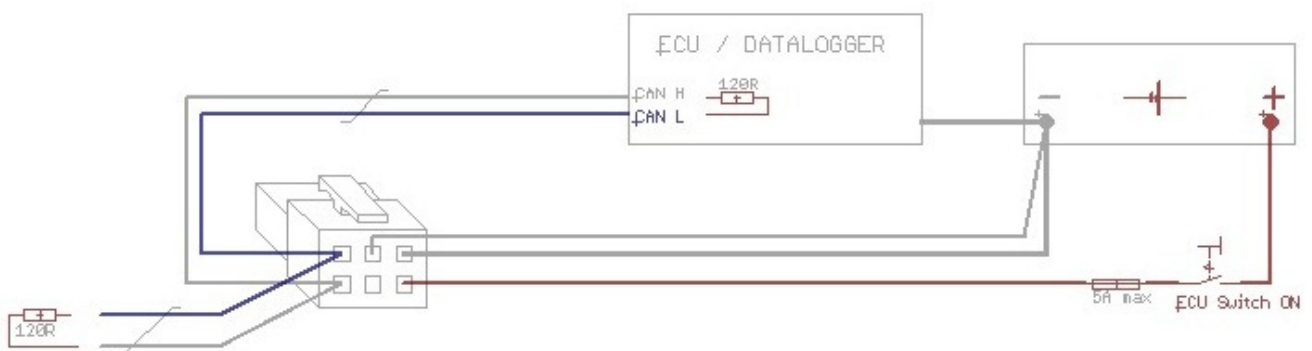 ECU / DATALOGGER
CAN H
120R
CAN L
-
+
5A max
ECU Switch ON
120R